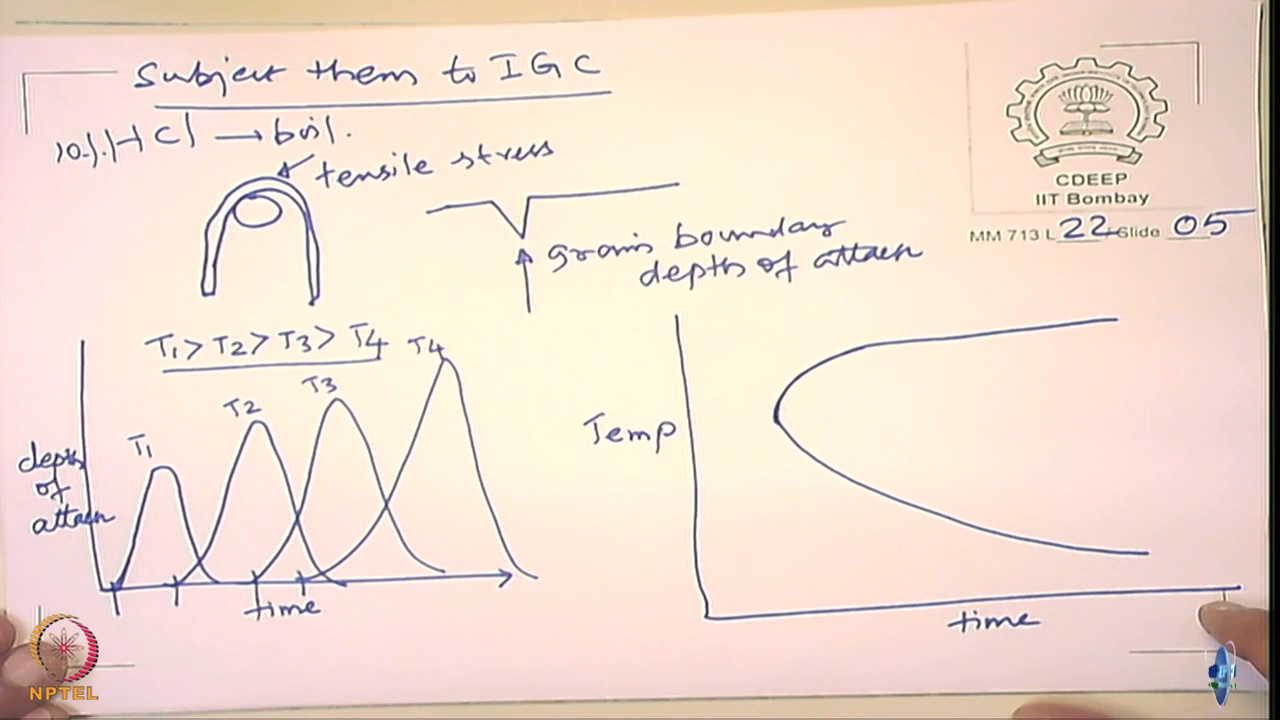 Subject them to IGC
10%HCl → boil.
tensile stress
grain boundary
depth of attack
CDEEP
IIT Bombay
MM 713 L 22 Slide 05
T1 > T2 > T3 > T4
T1
T2
T3
T4
depth
of
attack
time
Temp
time
NPTEL